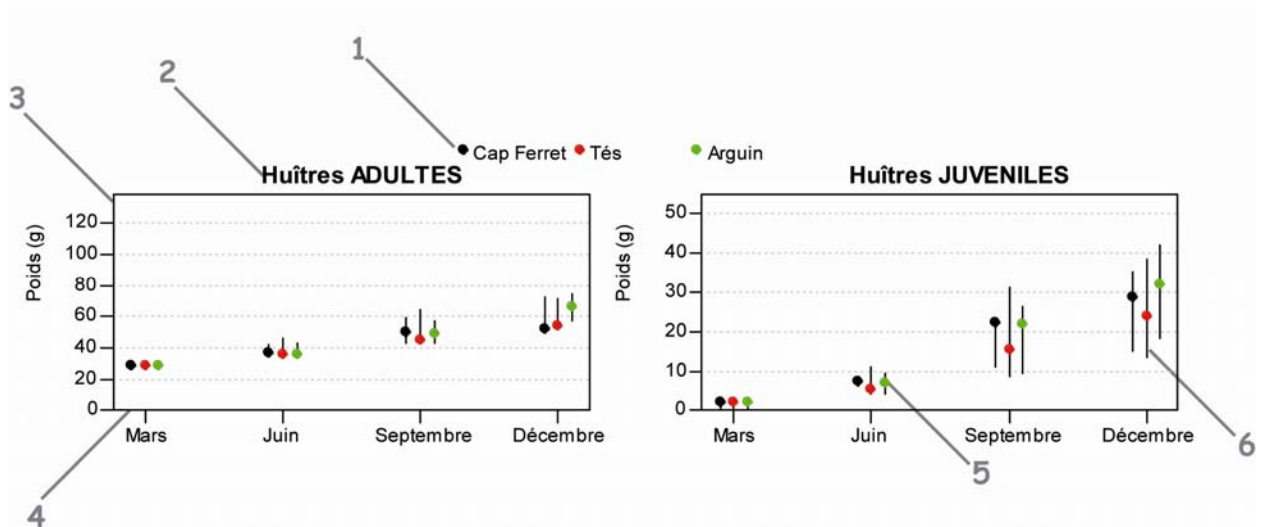 1
2
3
Cap Ferret Tés Arguin
Huîtres ADULTES
Poids (g)
120
100
80
60
40
20
0
Mars Juin Septembre Décembre
4
Huîtres JUVENILES
Poids (g)
50
40
30
20
10
0
Mars Juin Septembre Décembre
5
6